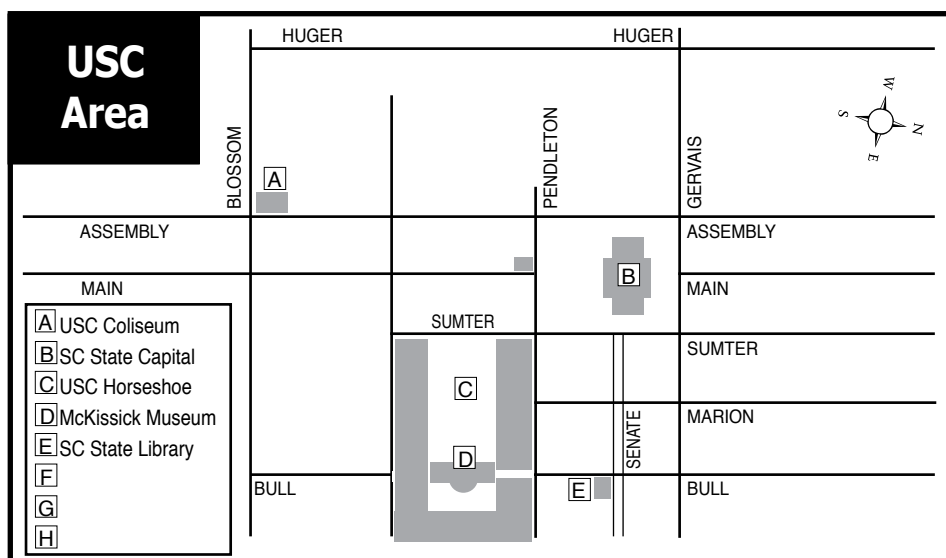 USC
Area
HUGER
HUGER
BLOSSOM
PENDLETON
GERVAIS
W
S
N
E
A
ASSEMBLY
ASSEMBLY
B
MAIN
MAIN
SUMTER
SUMTER
A USC Coliseum
B SC State Capital
C USC Horseshoe
D McKissick Museum
E SC State Library
F
G
H
C
MARION
SENATE
D
BULL
E
BULL